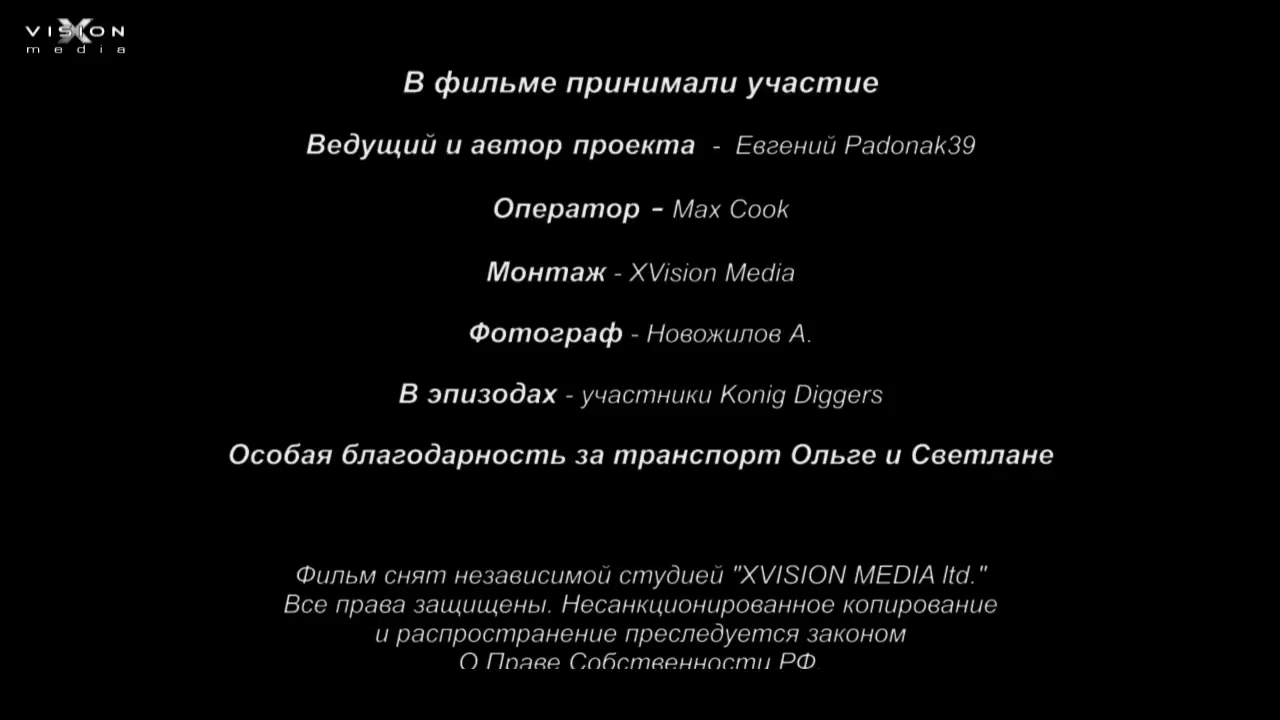 VISION
media
В фильме принимали участие
Ведущий и автор проекта - Евгений Padonak39
Оператор - Max Cook
Монтаж - XVision Media
Фотограф - Новожилов А.
В эпизодах - участники Konig Diggers
Особая благодарность за транспорт Ольге и Светлане
Фильм снят независимой студией "XVISION MEDIA ltd."
Все права защищены. Несанкционированное копирование
и распространение преследуется законом
О Праве Собственности РФ